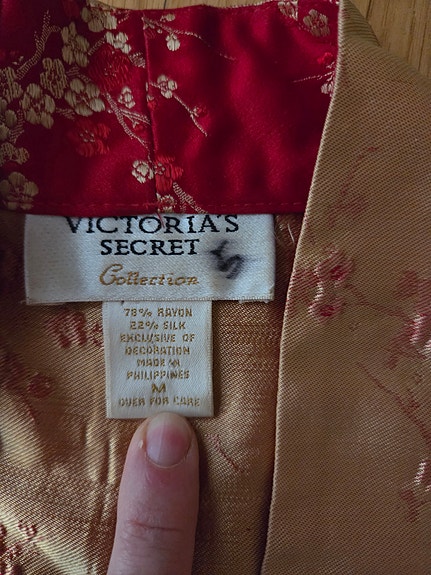 VICTORIA'S
SECRET
Collection
78% RAYON
22% SILK
EXCLUSIVE OF
DECORATION
MADE IN
PHILIPPINES
M
OVER FOR CARE